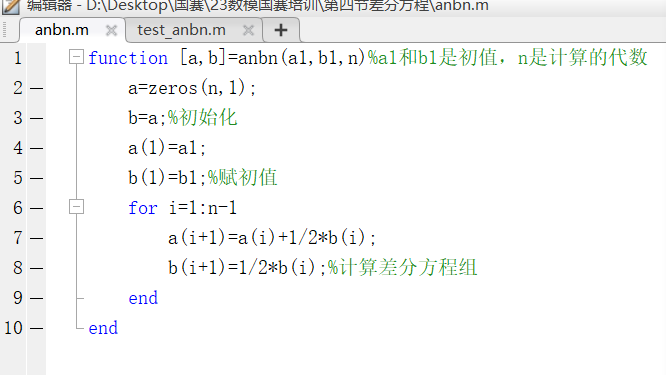 编辑器 - D:\Desktop\国赛\23数模国赛培训\第四节差分方程\anbn.m
anbn.m test_anbn.m
1 function [a,b]=anbn(a1,b1,n)%a1和b1是初值，n是计算的代数
2 a=zeros(n,1);
3 b=a;%初始化
4 a(1)=a1;
5 b(1)=b1;%赋初值
6 for i=1:n-1
7 a(i+1)=a(i)+1/2*b(i);
8 b(i+1)=1/2*b(i);%计算差分方程组
9 end
10 end